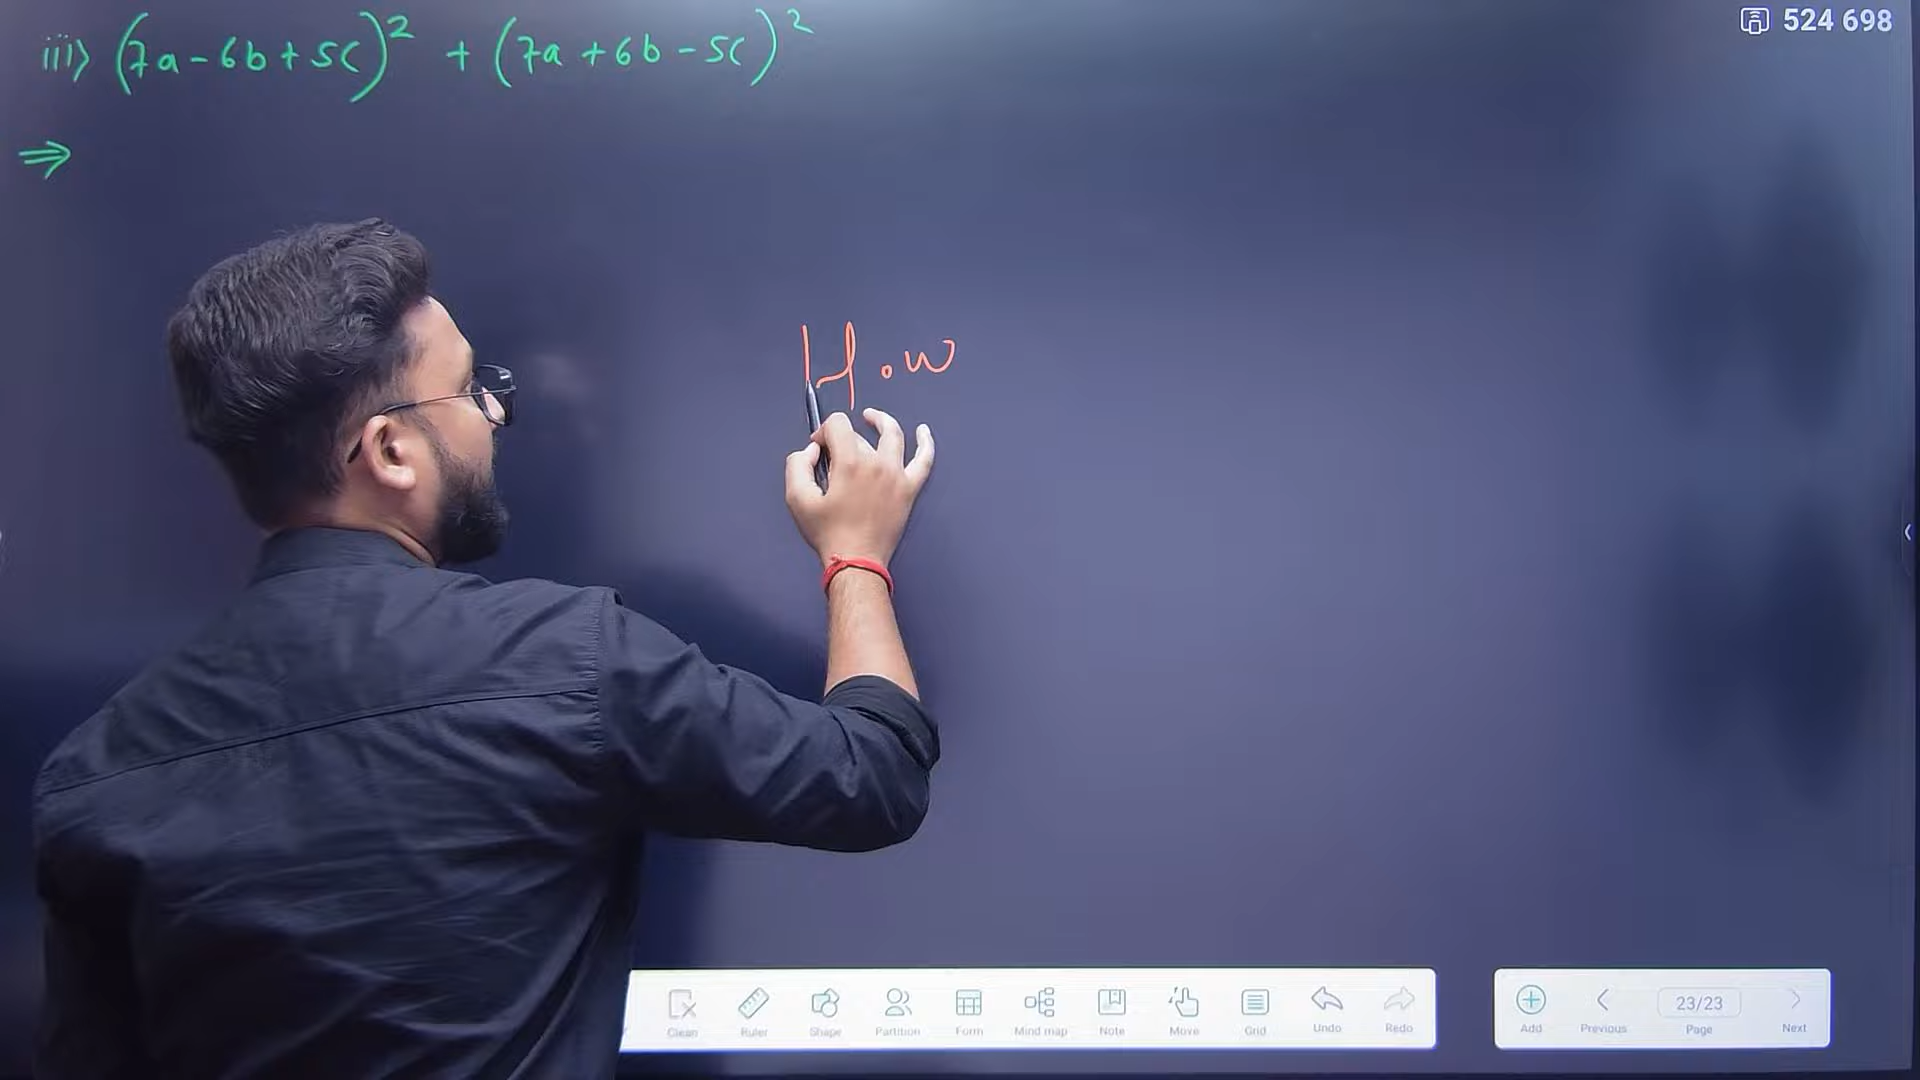 iii) (7a-6b+5c)² + (7a+6b-5c)²
524 698
⇒
H.W
Clean Ruler Shape Partition Form Mind map Note Move Grid Undo Redo
Add Previous 23/23 Page Next